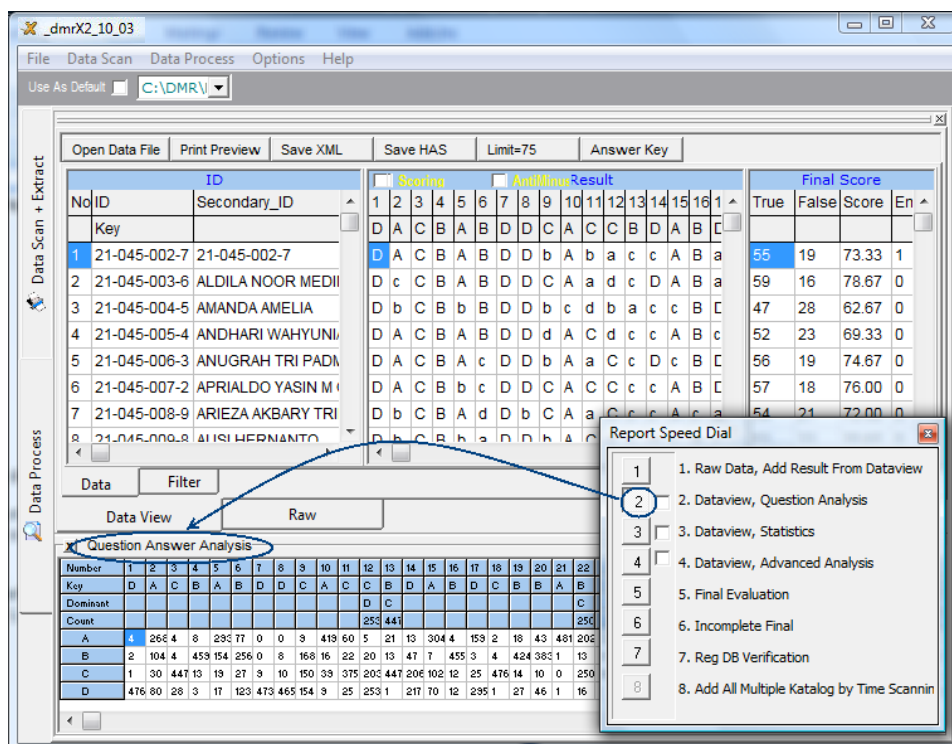 _dmrX2_10_03
File Data Scan Data Process Options Help
Use As Default C:\DMR\
Data Scan + Extract
Data Process
Open Data File Print Preview Save XML Save HAS Limit=75 Answer Key
ID Scoring AntiMinus Result Final Score
No ID Secondary_ID 1 2 3 4 5 6 7 8 9 10 11 12 13 14 15 16 1 True False Score En
Key D A C B A B D D C A C C B D A B
1 21-045-002-7 21-045-002-7 D A C B A B D D b A b a c c A B a 55 19 73.33 1
2 21-045-003-6 ALDILA NOOR MEDI D c C B A B D D C A a d c D A B a 59 16 78.67 0
3 21-045-004-5 AMANDA AMELIA D b C B b B D D b c d b a c c B D 47 28 62.67 0
4 21-045-005-4 ANDHARI WAHYUNI D A C B A B D D d A C d c c A B c 52 23 69.33 0
5 21-045-006-3 ANUGRAH TRI PADM D A C B A c D D b A a C c D c B D 56 19 74.67 0
6 21-045-007-2 APRIALDO YASIN M D A C B b c D D C A C C c c A B D 57 18 76.00 0
7 21-045-008-9 ARIEZA AKBARY TRI D b C B A d D b C A a C c c A c a 54 21 72.00 0
8 21-045-009-8 AUSI HERNANTO D b C B b a D D b A C
Data Filter
Data View Raw
X Question Answer Analysis
Number 1 2 3 4 5 6 7 8 9 10 11 12 13 14 15 16 17 18 19 20 21 22
Key D A C B A B D D C A C C B D A B D C B B A B
Dominant D C C
Count 253 447 250
A 4 268 4 8 293 77 0 0 9 419 60 5 21 13 304 4 159 2 18 43 481 202
B 2 104 4 459 154 256 0 8 168 16 22 20 13 47 7 455 3 4 424 383 1 13
C 1 30 447 13 19 27 9 10 150 39 375 203 447 206 102 12 25 476 14 10 0 250
D 476 80 28 3 17 123 473 465 154 9 25 253 1 217 70 12 295 1 27 46 1 16
Report Speed Dial
1 1. Raw Data, Add Result From Dataview
2 2. Dataview, Question Analysis
3 3. Dataview, Statistics
4 4. Dataview, Advanced Analysis
5 5. Final Evaluation
6 6. Incomplete Final
7 7. Reg DB Verification
8 8. Add All Multiple Katalog by Time Scannin